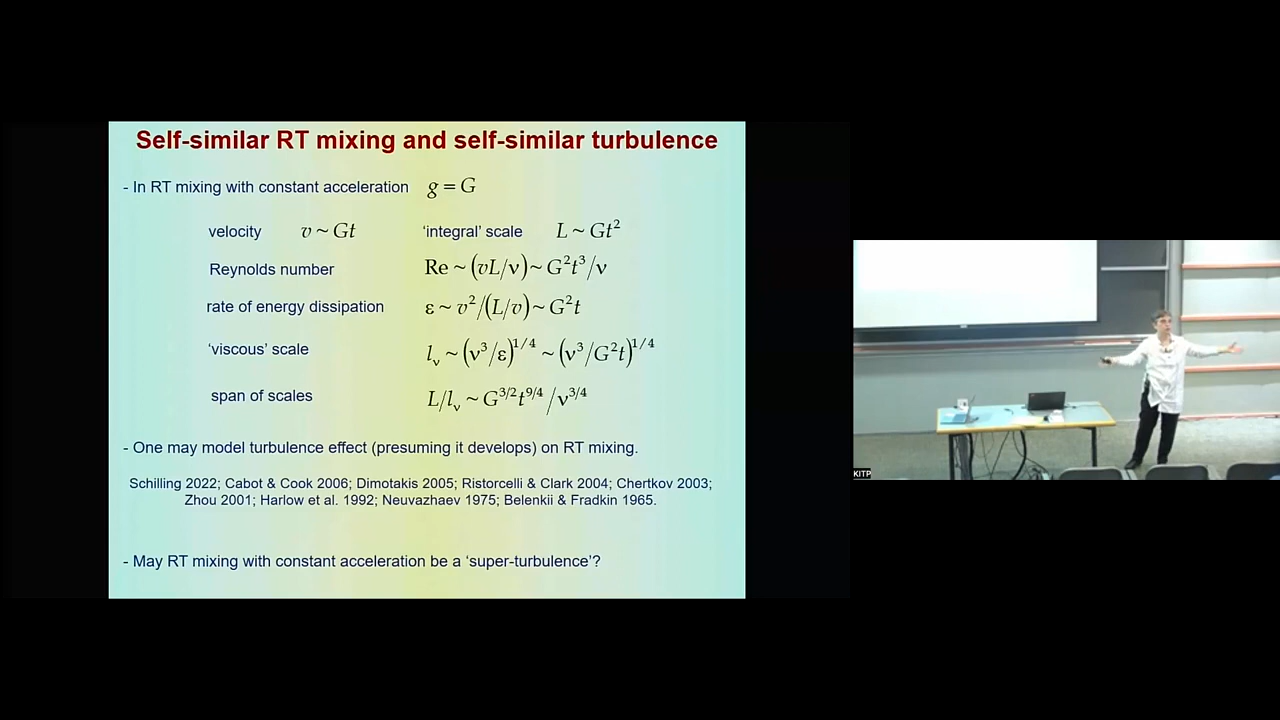 Self-similar RT mixing and self-similar turbulence
- In RT mixing with constant acceleration g = G
velocity v ~ Gt 'integral' scale L ~ Gt²
Reynolds number Re ~ (vL/ν) ~ G²t³/ν
rate of energy dissipation ε ~ v²/(L/v) ~ G²t
'viscous' scale l_ν ~ (ν³/ε)^{1/4} ~ (ν³/G²t)^{1/4}
span of scales L/l_ν ~ G^{3/2}t^{9/4}/ν^{3/4}
- One may model turbulence effect (presuming it develops) on RT mixing.
Schilling 2022; Cabot & Cook 2006; Dimotakis 2005; Ristorcelli & Clark 2004; Chertkov 2003;
Zhou 2001; Harlow et al. 1992; Neuvazhaev 1975; Belenkii & Fradkin 1965.
- May RT mixing with constant acceleration be a 'super-turbulence'?
KITP